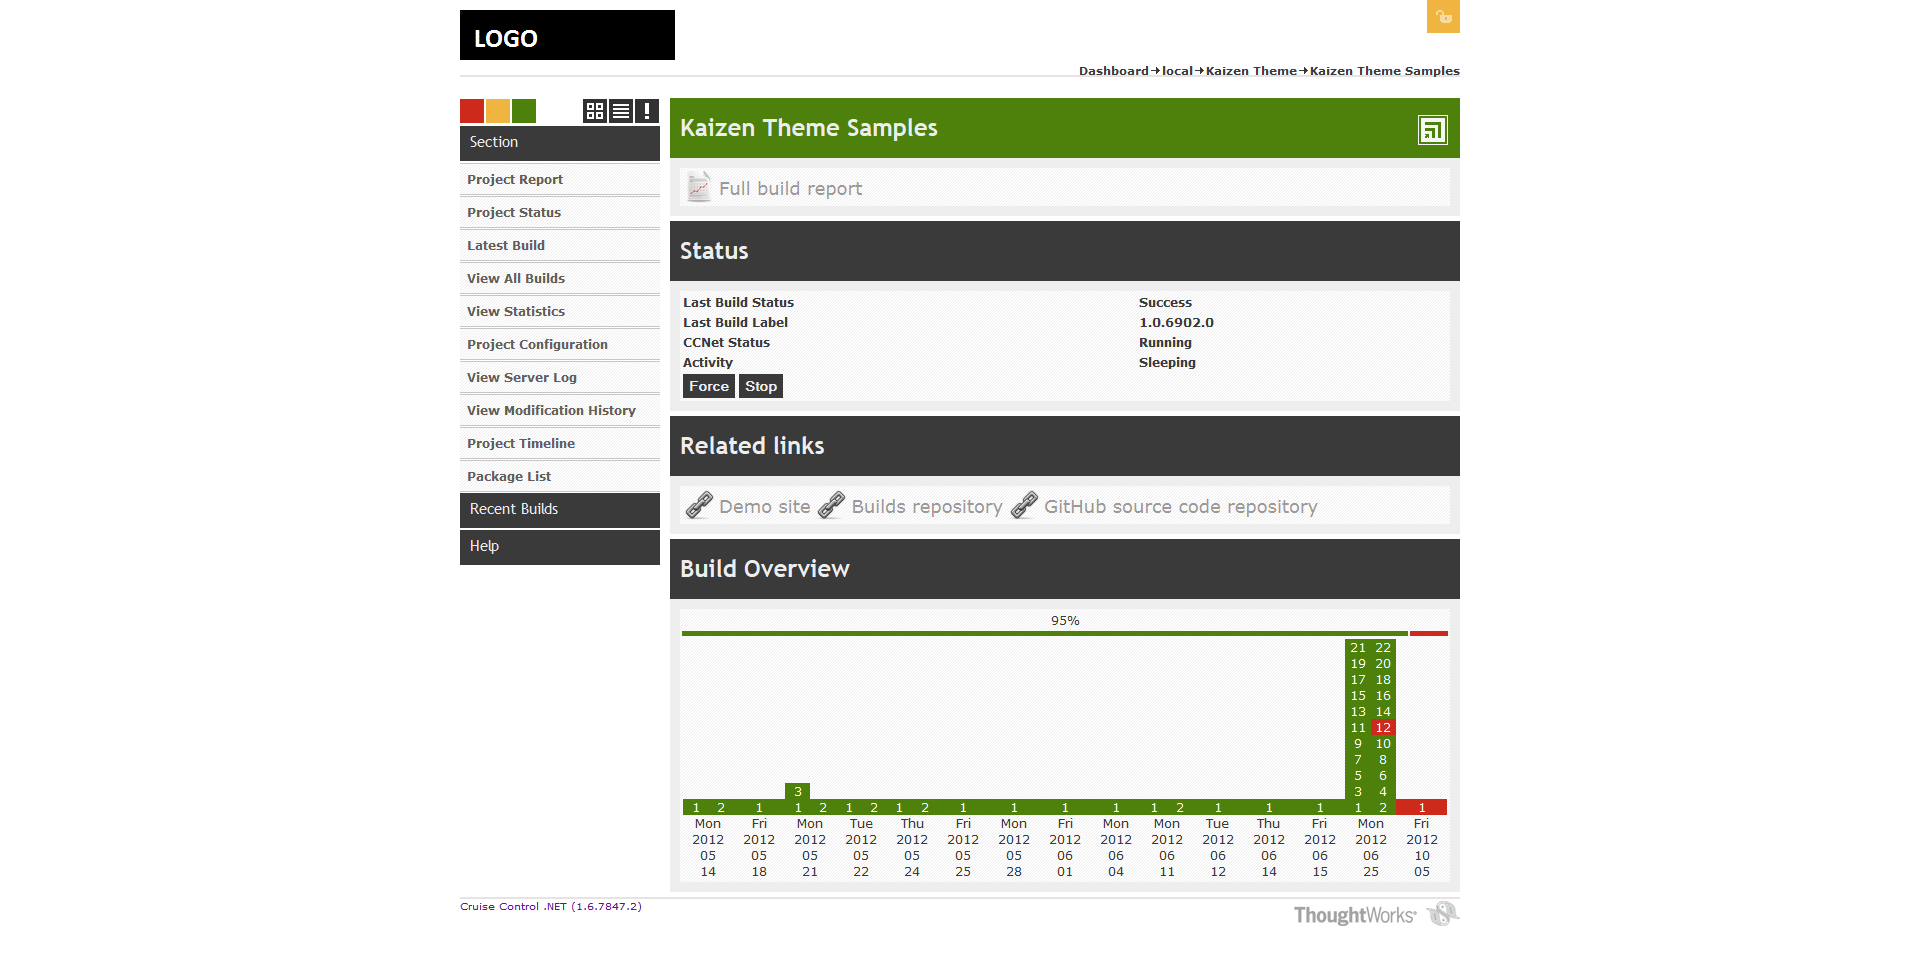 LOGO
Dashboard→local→Kaizen Theme→Kaizen Theme Samples
!
Section
Project Report
Project Status
Latest Build
View All Builds
View Statistics
Project Configuration
View Server Log
View Modification History
Project Timeline
Package List
Recent Builds
Help
Kaizen Theme Samples
Full build report
Status
Last Build Status Success
Last Build Label 1.0.6902.0
CCNet Status Running
Activity Sleeping
Force Stop
Related links
Demo site Builds repository GitHub source code repository
Build Overview
95%
21 22
19 20
17 18
15 16
13 14
11 12
9 10
7 8
5 6
3 3 4
1 2 1 1 2 1 2 1 2 1 1 1 1 1 2 1 1 1 1 2 1
Mon Fri Mon Tue Thu Fri Mon Fri Mon Mon Tue Thu Fri Mon Fri
2012 2012 2012 2012 2012 2012 2012 2012 2012 2012 2012 2012 2012 2012 2012
05 05 05 05 05 05 05 06 06 06 06 06 06 06 10
14 18 21 22 24 25 28 01 04 11 12 14 15 25 05
Cruise Control .NET (1.6.7847.2)
ThoughtWorks®